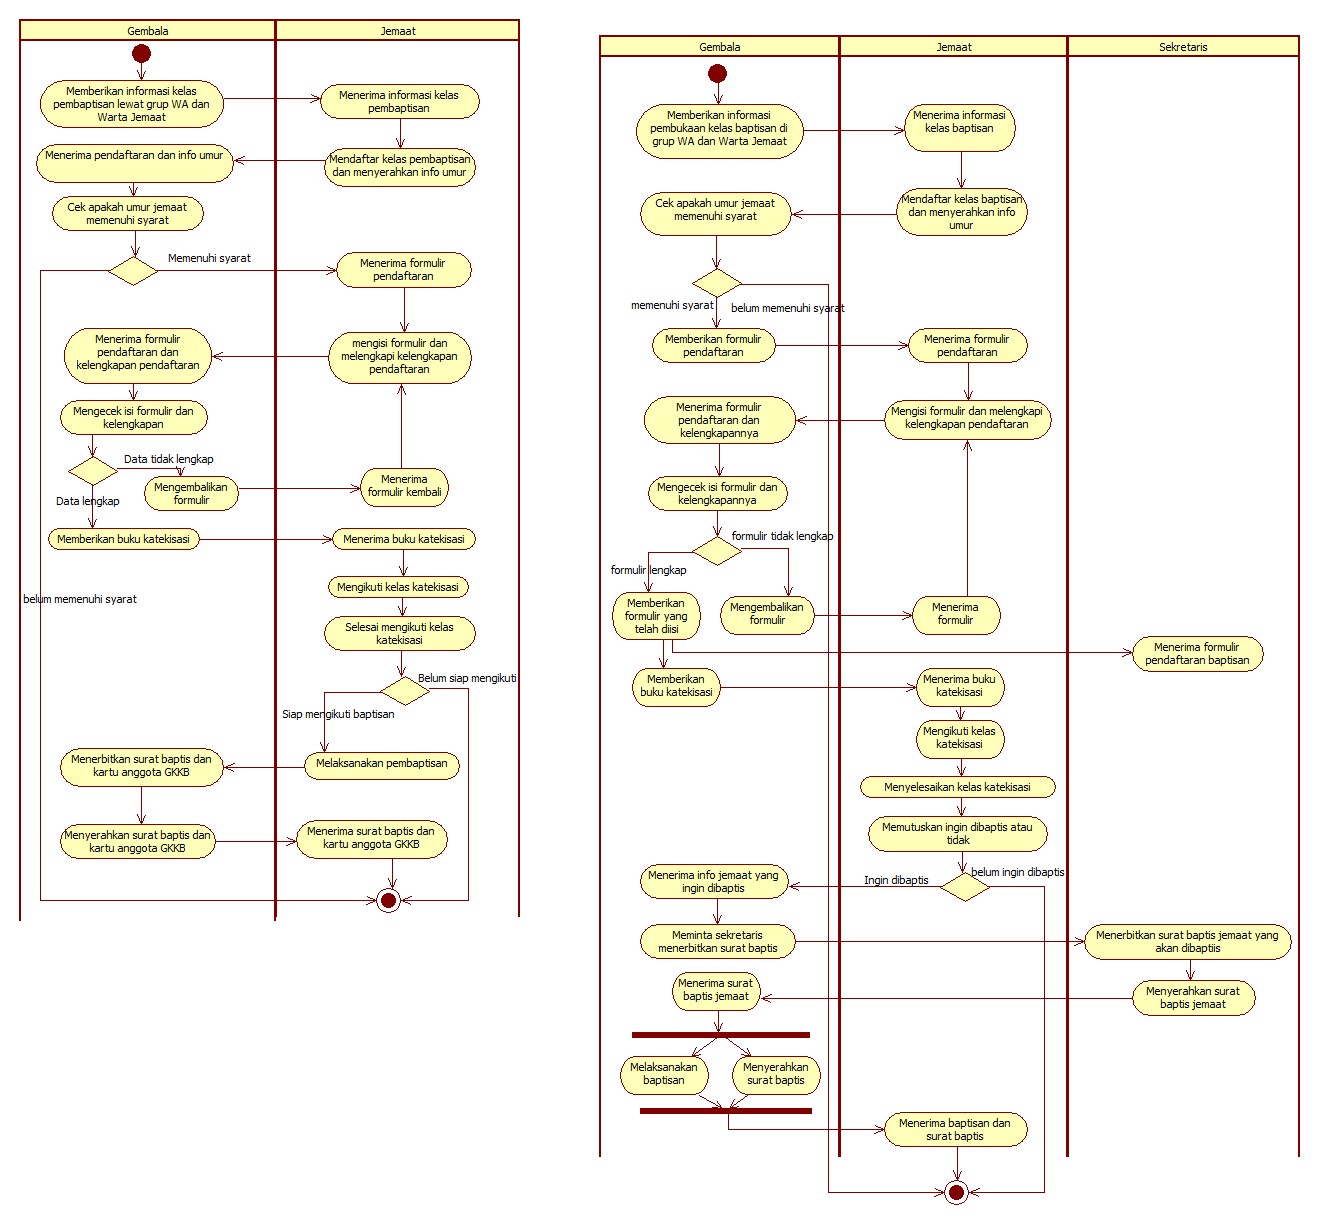 Gembala
Jemaat
Memberikan informasi kelas
pembaptisan lewat grup WA dan
Warta Jemaat
Menerima informasi kelas
pembaptisan
Menerima pendaftaran dan info umur
Mendaftar kelas pembaptisan
dan menyerahkan info umur
Cek apakah umur jemaat
memenuhi syarat
Memenuhi syarat
Menerima formulir
pendaftaran
Menerima formulir
pendaftaran dan
kelengkapan pendaftaran
mengisi formulir dan
melengkapi kelengkapan
pendaftaran
Mengecek isi formulir dan
kelengkapan
Data tidak lengkap
Data lengkap
Mengembalikan
formulir
Menerima
formulir kembali
Memberikan buku katekisasi
Menerima buku katekisasi
Mengikuti kelas katekisasi
belum memenuhi syarat
Selesai mengikuti kelas
katekisasi
Belum siap mengikuti
Siap mengikuti baptisan
Menerbitkan surat baptis dan
kartu anggota GKKB
Melaksanakan pembaptisan
Menyerahkan surat baptis dan
kartu anggota GKKB
Menerima surat baptis dan
kartu anggota GKKB
Gembala
Jemaat
Sekretaris
Memberikan informasi
pembukaan kelas baptisan di
grup WA dan Warta Jemaat
Menerima informasi
kelas baptisan
Cek apakah umur jemaat
memenuhi syarat
Mendaftar kelas baptisan
dan menyerahkan info
umur
memenuhi syarat
belum memenuhi syarat
Memberikan formulir
pendaftaran
Menerima formulir
pendaftaran
Menerima formulir
pendaftaran dan
kelengkapannya
Mengisi formulir dan melengkapi
kelengkapan pendaftaran
Mengecek isi formulir dan
kelengkapannya
formulir tidak lengkap
formulir lengkap
Memberikan
formulir yang
telah diisi
Mengembalikan
formulir
Menerima
formulir
Menerima formulir
pendaftaran baptisan
Memberikan
buku katekisasi
Menerima buku
katekisasi
Mengikuti kelas
katekisasi
Menyelesaikan kelas katekisasi
Memutuskan ingin dibaptis atau
tidak
Menerima info jemaat yang
ingin dibaptis
Ingin dibaptis
belum ingin dibaptis
Meminta sekretaris
menerbitkan surat baptis
Menerbitkan surat baptis jemaat yang
akan dibaptiis
Menerima surat
baptis jemaat
Menyerahkan surat
baptis jemaat
Melaksanakan
baptisan
Menyerahkan
surat baptis
Menerima baptisan dan
surat baptis